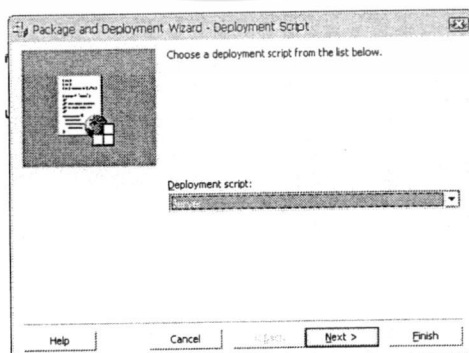 Package and Deployment Wizard - Deployment Script
Choose a deployment script from the list below.
Deployment script:
Help Cancel < Back Next > Finish